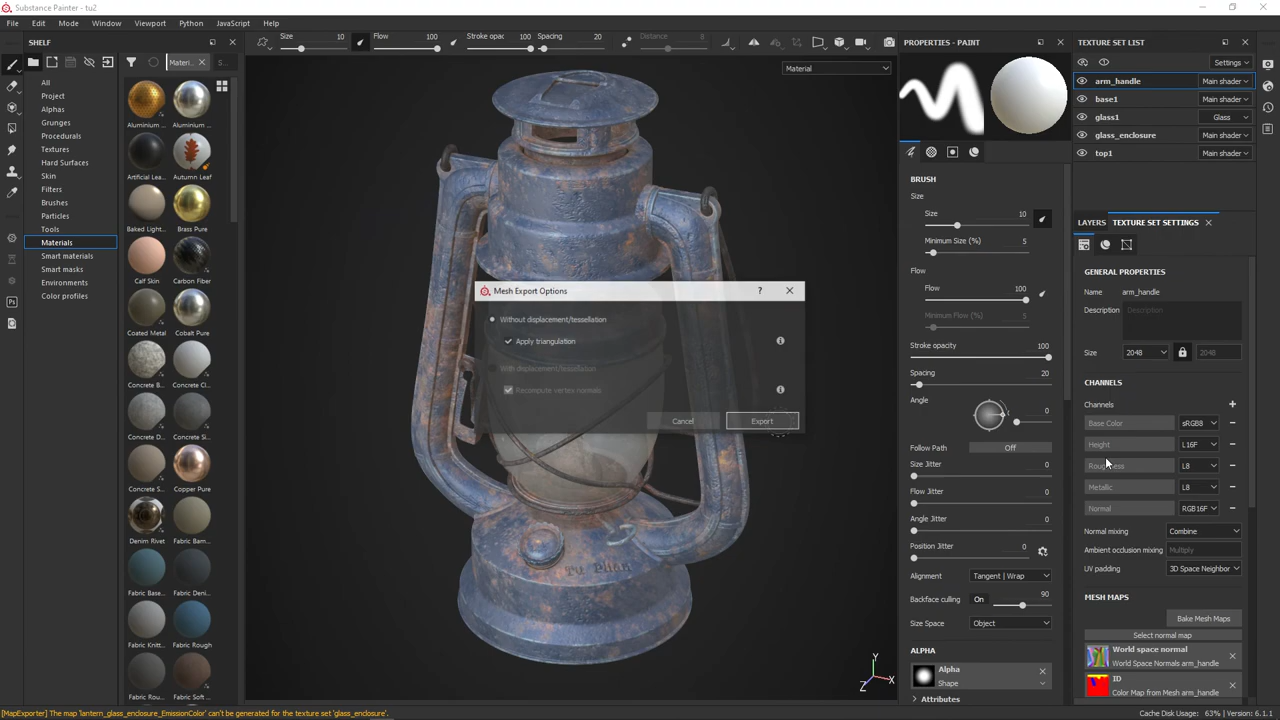 Substance Painter - tu2
File Edit Mode Window Viewport Python JavaScript Help
SHELF
Size 10 Flow 100 Stroke opac 100 Spacing 20 Distance 8
PROPERTIES - PAINT
TEXTURE SET LIST
Materi...
S...
Material
Settings
All
Project
Alphas
Grunges
Procedurals
Textures
Hard Surfaces
Skin
Filters
Brushes
Particles
Tools
Materials
Smart materials
Smart masks
Environments
Color profiles
Aluminium ... Aluminium ...
Artificial Lea... Autumn Leaf
Baked Light... Brass Pure
Calf Skin Carbon Fiber
Coated Metal Cobalt Pure
Concrete B... Concrete Cl...
Concrete D... Concrete S...
Concrete Si... Copper Pure
Denim Rivet Fabric Bam...
Fabric Base... Fabric Deni...
Fabric Knitt... Fabric Rough
Fabric Rou... Fabric Soft ...
Mesh Export Options ?
Without displacement/tessellation
Apply triangulation
With displacement/tessellation
Recompute vertex normals
Cancel Export
TU PHAN
Y
Z X
BRUSH
Size
Size 10
Minimum Size (%) 5
Flow
Flow 100
Minimum Flow (%) 5
Stroke opacity 100
Spacing 20
Angle
0
Follow Path Off
Size Jitter 0
Flow Jitter 0
Angle Jitter 0
Position Jitter 0
Alignment Tangent | Wrap
Backface culling On 90
Size Space Object
ALPHA
Alpha
Shape
Attributes
arm_handle Main shader
base1 Main shader
glass1 Glass
glass_enclosure Main shader
top1 Main shader
LAYERS TEXTURE SET SETTINGS
GENERAL PROPERTIES
Name arm_handle
Description Description
Size 2048 2048
CHANNELS
Channels
Base Color sRGB8
Height L16F
Roughness L8
Metallic L8
Normal RGB16F
Normal mixing Combine
Ambient occlusion mixing Multiply
UV padding 3D Space Neighbor
MESH MAPS
Bake Mesh Maps
Select normal map
World space normal
World Space Normals arm_handle
ID
Color Map from Mesh arm_handle
[MapExporter] The map 'lantern_glass_enclosure_EmissionColor' can't be generated for the texture set 'glass_enclosure'.
Cache Disk Usage: 63% | Version: 6.1.1